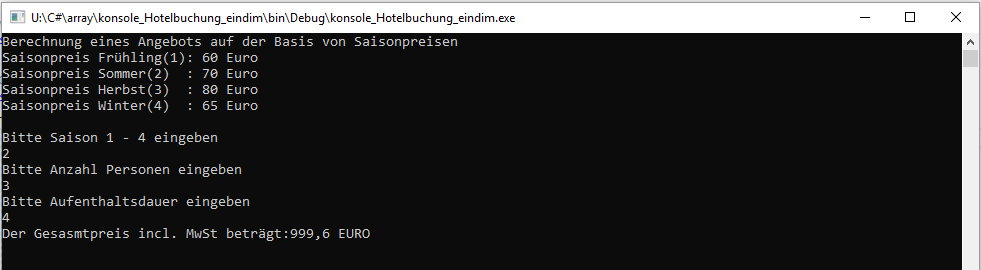 U:\C#\array\konsole_Hotelbuchung_eindim\bin\Debug\konsole_Hotelbuchung_eindim.exe
Berechnung eines Angebots auf der Basis von Saisonpreisen
Saisonpreis Frühling(1): 60 Euro
Saisonpreis Sommer(2)  : 70 Euro
Saisonpreis Herbst(3)  : 80 Euro
Saisonpreis Winter(4)  : 65 Euro
Bitte Saison 1 - 4 eingeben
2
Bitte Anzahl Personen eingeben
3
Bitte Aufenthaltsdauer eingeben
4
Der Gesasmtpreis incl. MwSt beträgt:999,6 EURO